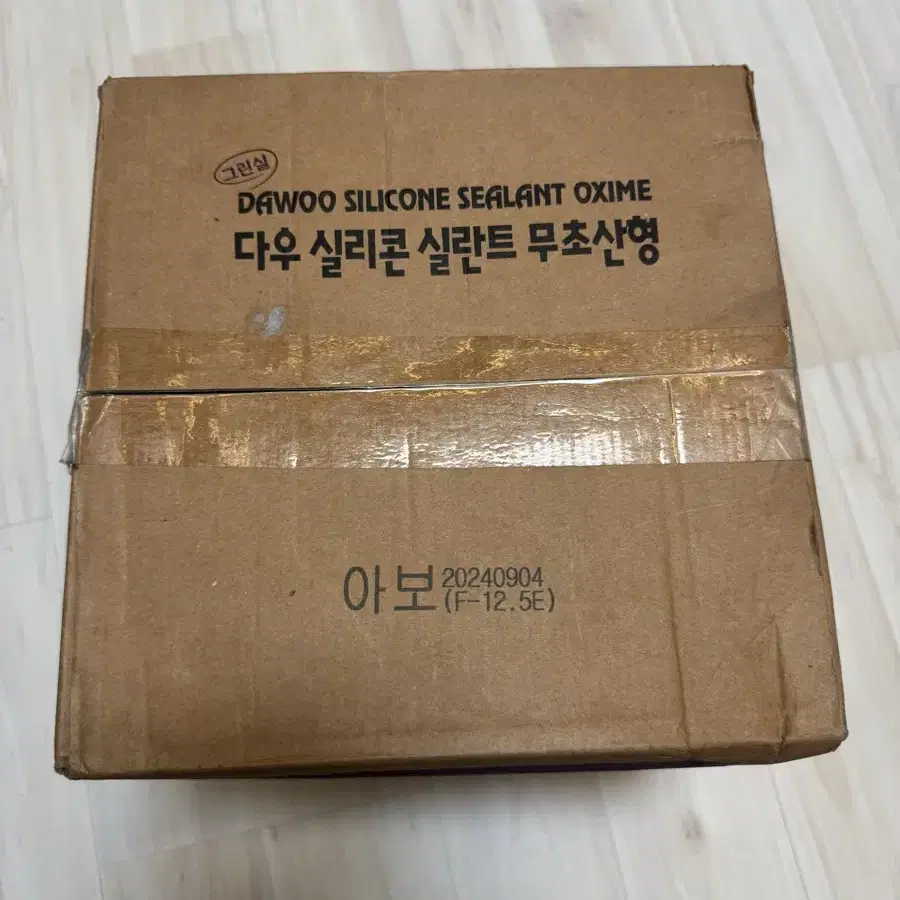 그린실
DAWOO SILICONE SEALANT OXIME
다우 실리콘 실란트 무초산형
아보 20240904
(F-12.5E)